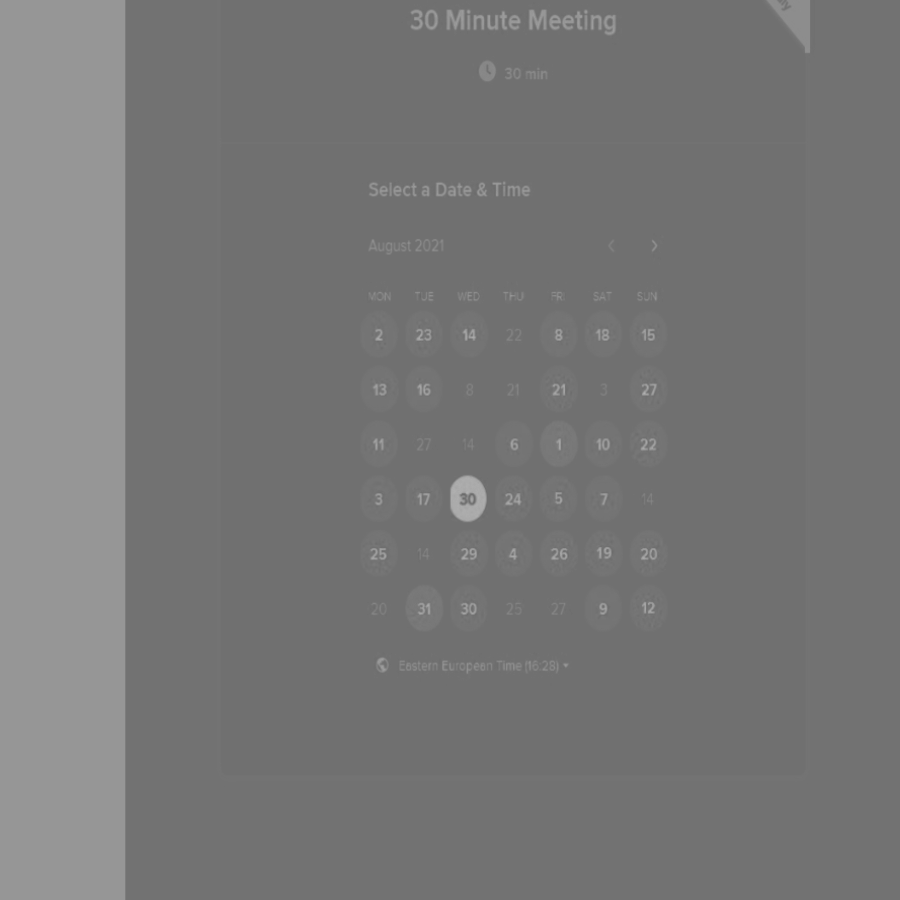 30 Minute Meeting
30 min
Select a Date & Time
August 2021
MON TUE WED THU FRI SAT SUN
2 23 14 22 8 18 15
13 16 8 21 21 3 27
11 27 14 6 1 10 22
3 17 30 24 5 7 14
25 14 29 4 26 19 20
20 31 30 25 27 9 12
Eastern European Time (16:28)